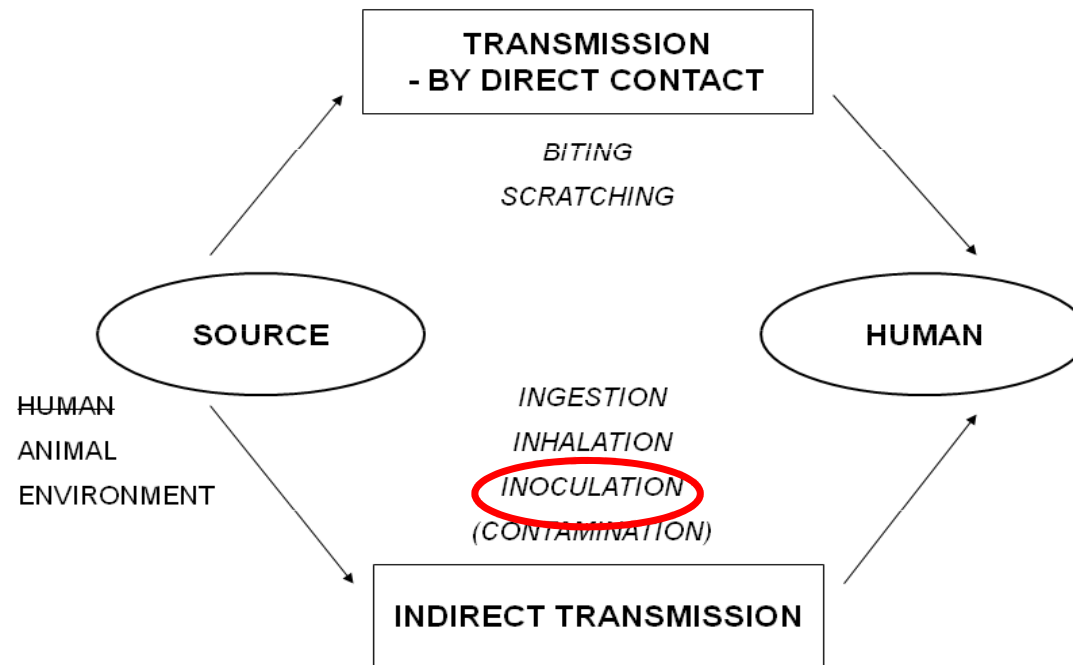 TRANSMISSION
- BY DIRECT CONTACT
BITING
SCRATCHING
SOURCE
HUMAN
HUMAN
ANIMAL
ENVIRONMENT
INGESTION
INHALATION
INOCULATION
(CONTAMINATION)
INDIRECT TRANSMISSION